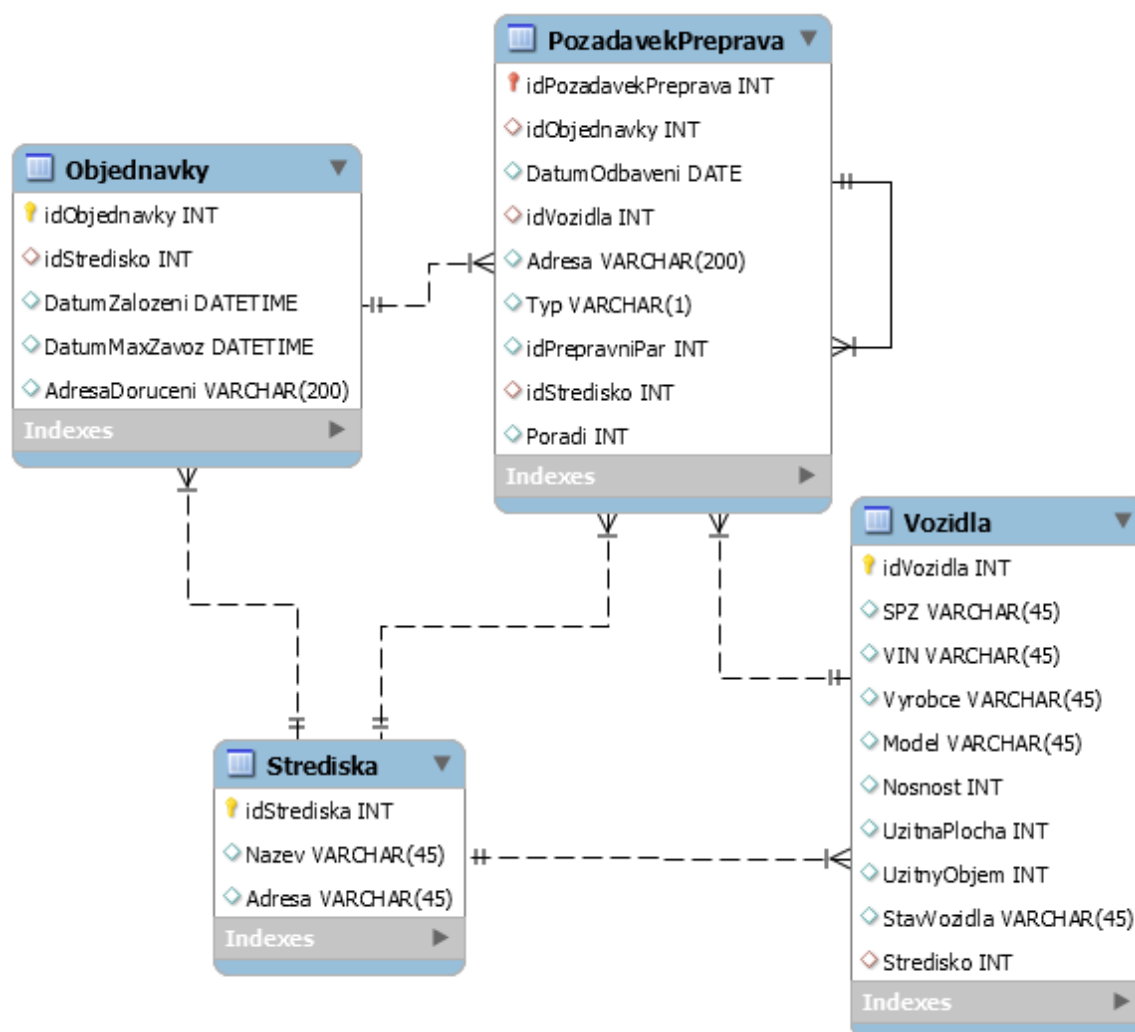 PozadavekPreprava
idPozadavekPreprava INT
idObjednavky INT
DatumOdbaveni DATE
idVozidla INT
Adresa VARCHAR(200)
Typ VARCHAR(1)
idPrepravniPar INT
idStredisko INT
Poradi INT
Indexes
Objednavky
idObjednavky INT
idStredisko INT
DatumZalozeni DATETIME
DatumMaxZavoz DATETIME
AdresaDoruceni VARCHAR(200)
Indexes
Vozidla
idVozidla INT
SPZ VARCHAR(45)
VIN VARCHAR(45)
Vyrobce VARCHAR(45)
Model VARCHAR(45)
Nosnost INT
UzitnaPlocha INT
UzitnyObjem INT
StavVozidla VARCHAR(45)
Stredisko INT
Indexes
Strediska
idStrediska INT
Nazev VARCHAR(45)
Adresa VARCHAR(45)
Indexes